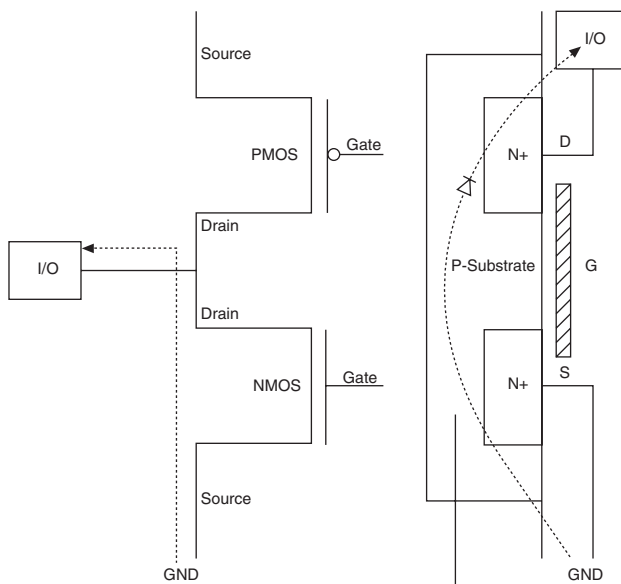 Source
PMOS
Gate
Drain
I/O
Drain
NMOS
Gate
Source
GND
I/O
N+
D
P-Substrate
G
S
N+
GND